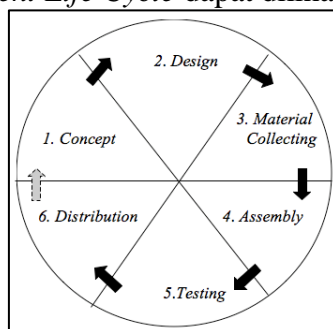 Life Cycle dapat
2. Design
1. Concept
3. Material
Collecting
6. Distribution
4. Assembly
5.Testing